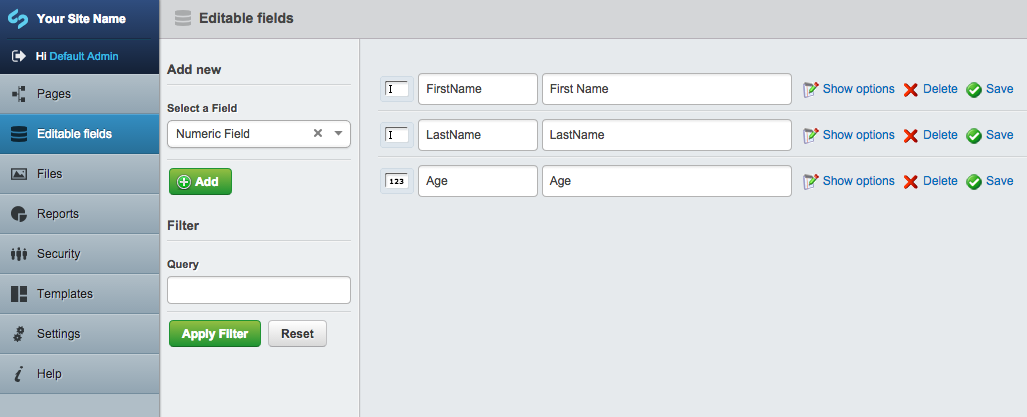 Your Site Name
Hi Default Admin
Pages
Editable fields
Files
Reports
Security
Templates
Settings
Help
Editable fields
Add new
Select a Field
Numeric Field
Add
Filter
Query
Apply Filter Reset
FirstName First Name Show options Delete Save
LastName LastName Show options Delete Save
123 Age Age Show options Delete Save